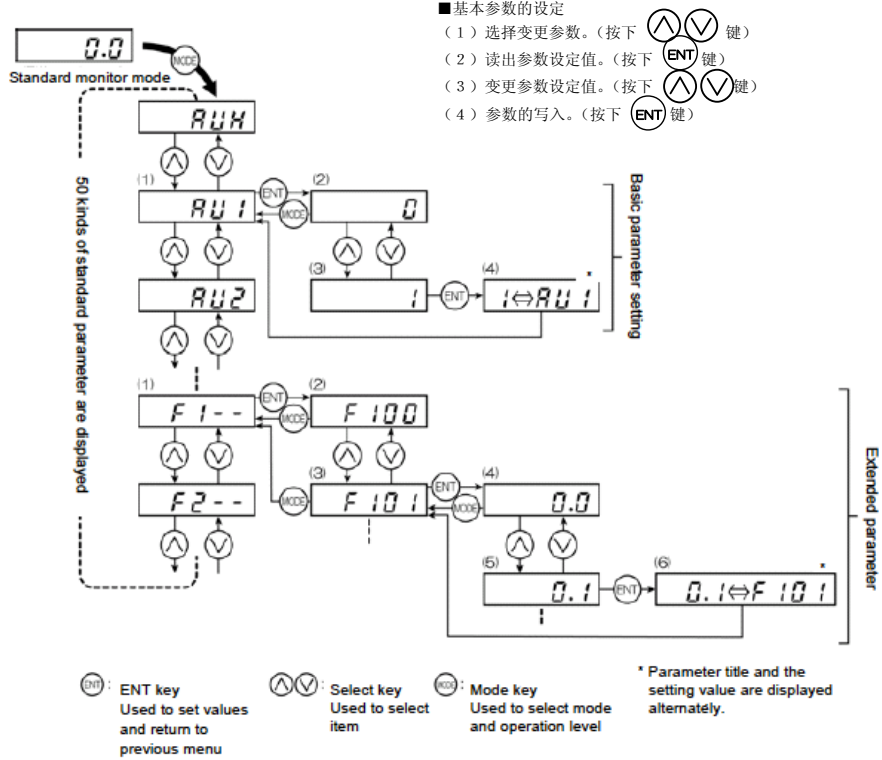 ■基本参数的设定
(1)选择变更参数。(按下 键)
(2)读出参数设定值。(按下 ENT 键)
(3)变更参数设定值。(按下 键)
(4)参数的写入。(按下 ENT 键)
0.0
MODE
Standard monitor mode
AUH
(1)
ENT
(2)
AU1
MODE
0
(3)
(4)
*
AU2
1
ENT
1⇔AU1
Basic parameter setting
50 kinds of standard parameter are displayed
(1)
ENT
(2)
F1--
MODE
F100
(3)
ENT
(4)
F2--
MODE
F101
MODE
0.0
(5)
(6)
*
0.1
ENT
0.1⇔F101
Extended parameter
ENT : ENT key
Used to set values
and return to
previous menu
: Select key
Used to select
item
MODE : Mode key
Used to select mode
and operation level
* Parameter title and the
setting value are displayed
alternately.